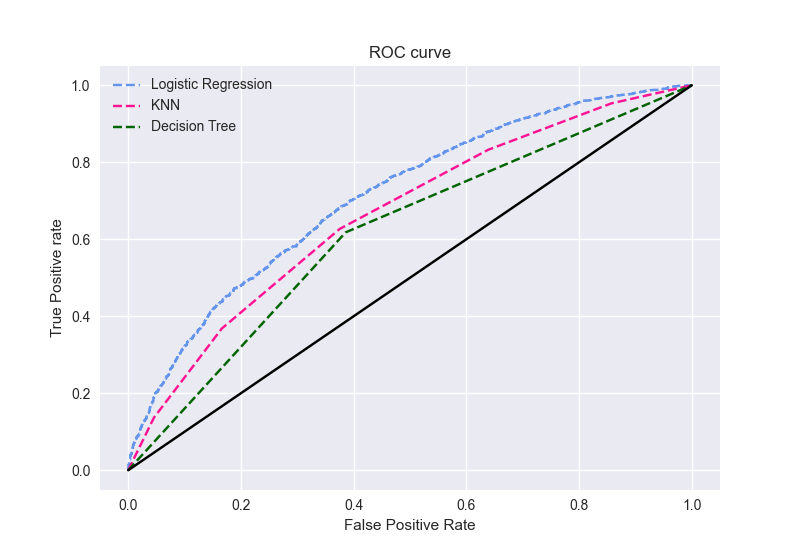 ROC curve
1.0
0.8
0.6
0.4
0.2
0.0
True Positive rate
Logistic Regression
KNN
Decision Tree
0.0 0.2 0.4 0.6 0.8 1.0
False Positive Rate